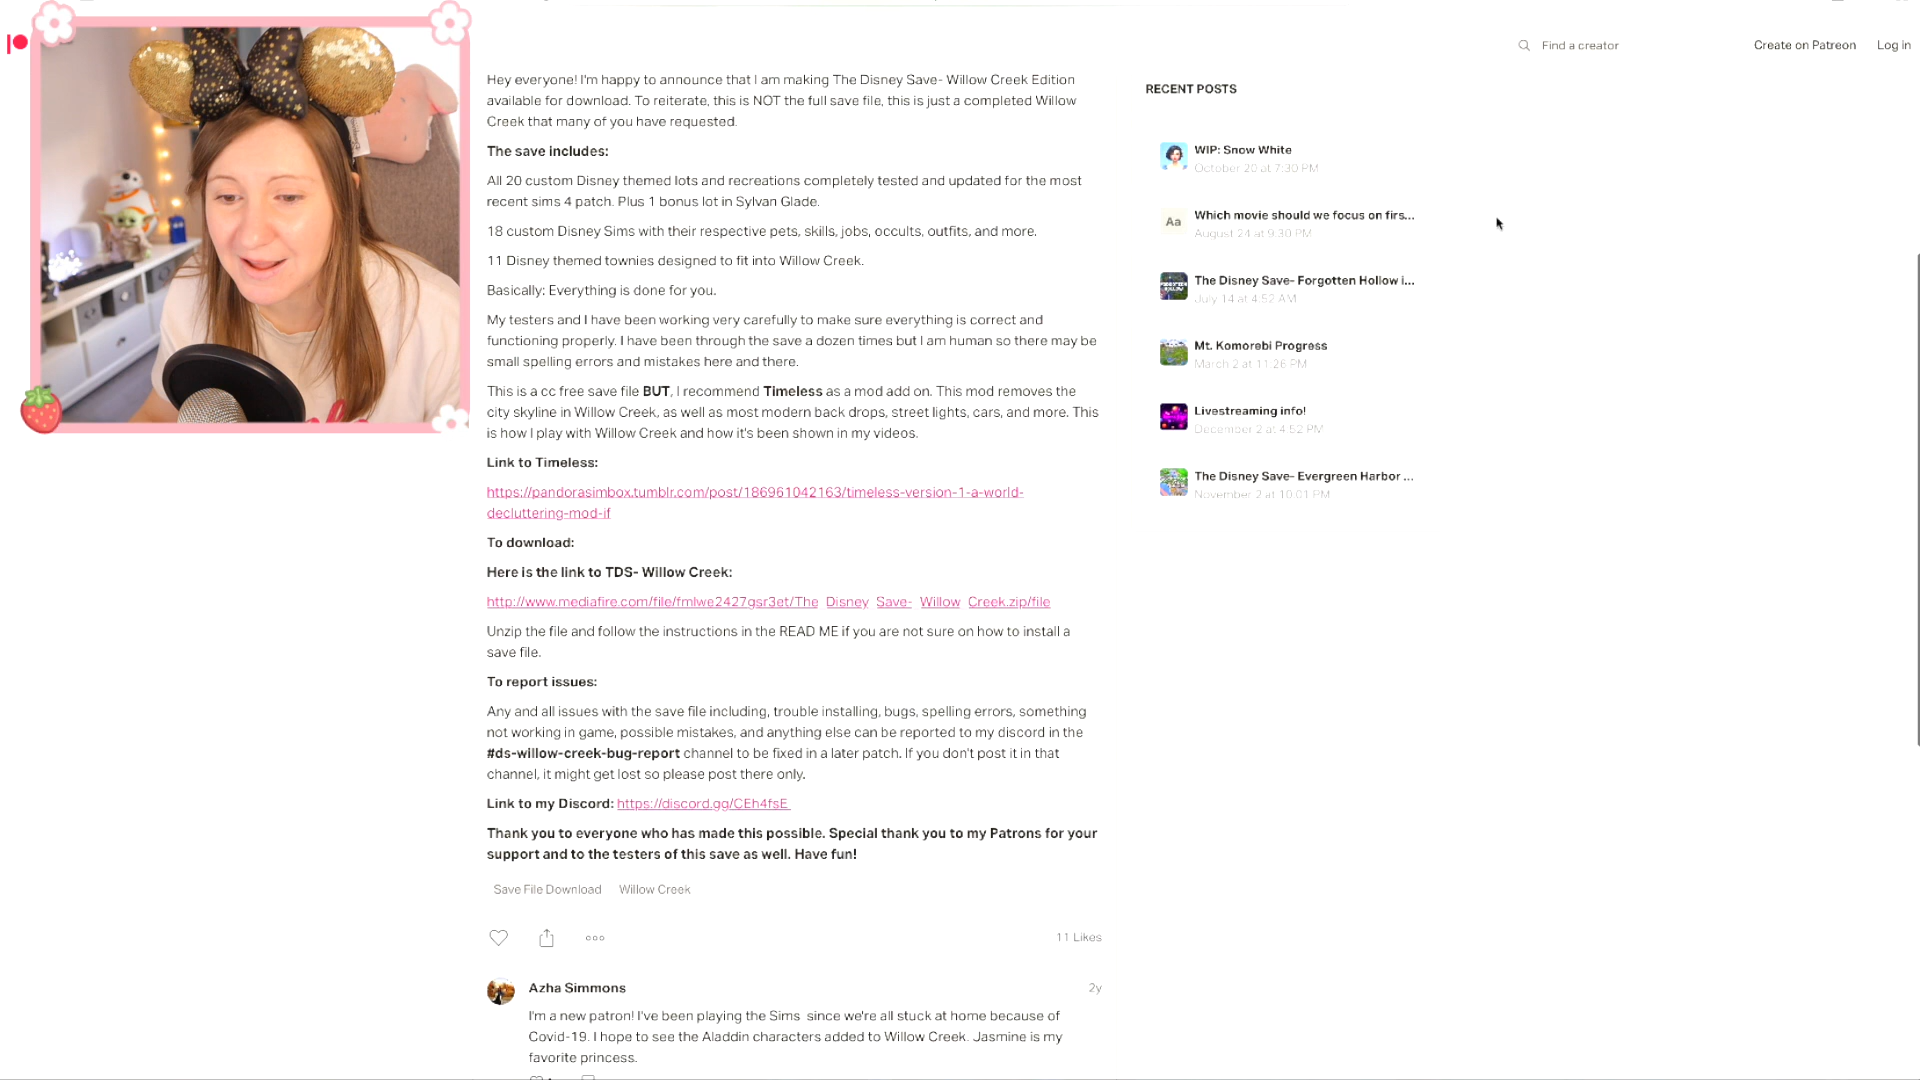 Find a creator
Create on Patreon
Log in
Hey everyone! I'm happy to announce that I am making The Disney Save- Willow Creek Edition
available for download. To reiterate, this is NOT the full save file, this is just a completed Willow
Creek that many of you have requested.
The save includes:
All 20 custom Disney themed lots and recreations completely tested and updated for the most
recent sims 4 patch. Plus 1 bonus lot in Sylvan Glade.
18 custom Disney Sims with their respective pets, skills, jobs, occults, outfits, and more.
11 Disney themed townies designed to fit into Willow Creek.
Basically: Everything is done for you.
My testers and I have been working very carefully to make sure everything is correct and
functioning properly. I have been through the save a dozen times but I am human so there may be
small spelling errors and mistakes here and there.
This is a cc free save file BUT, I recommend Timeless as a mod add on. This mod removes the
city skyline in Willow Creek, as well as most modern back drops, street lights, cars, and more. This
is how I play with Willow Creek and how it's been shown in my videos.
Link to Timeless:
https://pandorasimbox.tumblr.com/post/186961042163/timeless-version-1-a-world-
decluttering-mod-if
To download:
Here is the link to TDS- Willow Creek:
http://www.mediafire.com/file/fmlwe2427gsr3et/The_Disney_Save-_Willow_Creek.zip/file
Unzip the file and follow the instructions in the READ ME if you are not sure on how to install a
save file.
To report issues:
Any and all issues with the save file including, trouble installing, bugs, spelling errors, something
not working in game, possible mistakes, and anything else can be reported to my discord in the
#ds-willow-creek-bug-report channel to be fixed in a later patch. If you don't post it in that
channel, it might get lost so please post there only.
Link to my Discord: https://discord.gg/CEh4fsE
Thank you to everyone who has made this possible. Special thank you to my Patrons for your
support and to the testers of this save as well. Have fun!
Save File Download
Willow Creek
11 Likes
Azha Simmons
2y
I'm a new patron! I've been playing the Sims since we're all stuck at home because of
Covid-19. I hope to see the Aladdin characters added to Willow Creek. Jasmine is my
favorite princess.
RECENT POSTS
WIP: Snow White
October 20 at 7:30 PM
Aa
Which movie should we focus on firs...
August 24 at 9:30 PM
The Disney Save- Forgotten Hollow i...
July 14 at 4:52 AM
Mt. Komorebi Progress
March 2 at 11:26 PM
Livestreaming info!
December 2 at 4:52 PM
The Disney Save- Evergreen Harbor ...
November 2 at 10:01 PM